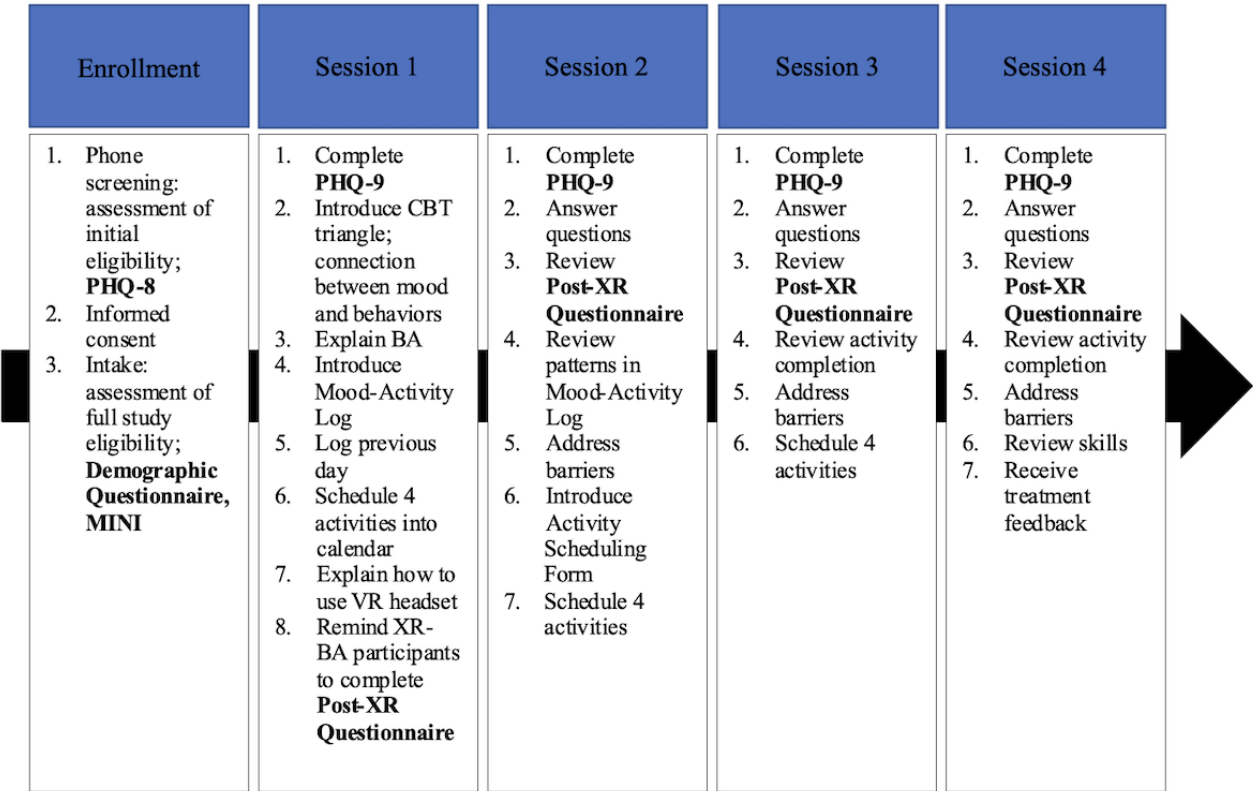 Enrollment
1. Phone
screening:
assessment of
initial
eligibility;
PHQ-8
2. Informed
consent
3. Intake:
assessment of
full study
eligibility;
Demographic
Questionnaire,
MINI
Session 1
1. Complete
PHQ-9
2. Introduce CBT
triangle;
connection
between mood
and behaviors
3. Explain BA
4. Introduce
Mood-Activity
Log
5. Log previous
day
6. Schedule 4
activities into
calendar
7. Explain how to
use VR headset
8. Remind XR-
BA participants
to complete
Post-XR
Questionnaire
Session 2
1. Complete
PHQ-9
2. Answer
questions
3. Review
Post-XR
Questionnaire
4. Review
patterns in
Mood-Activity
Log
5. Address
barriers
6. Introduce
Activity
Scheduling
Form
7. Schedule 4
activities
Session 3
1. Complete
PHQ-9
2. Answer
questions
3. Review
Post-XR
Questionnaire
4. Review activity
completion
5. Address
barriers
6. Schedule 4
activities
Session 4
1. Complete
PHQ-9
2. Answer
questions
3. Review
Post-XR
Questionnaire
4. Review activity
completion
5. Address
barriers
6. Review skills
7. Receive
treatment
feedback